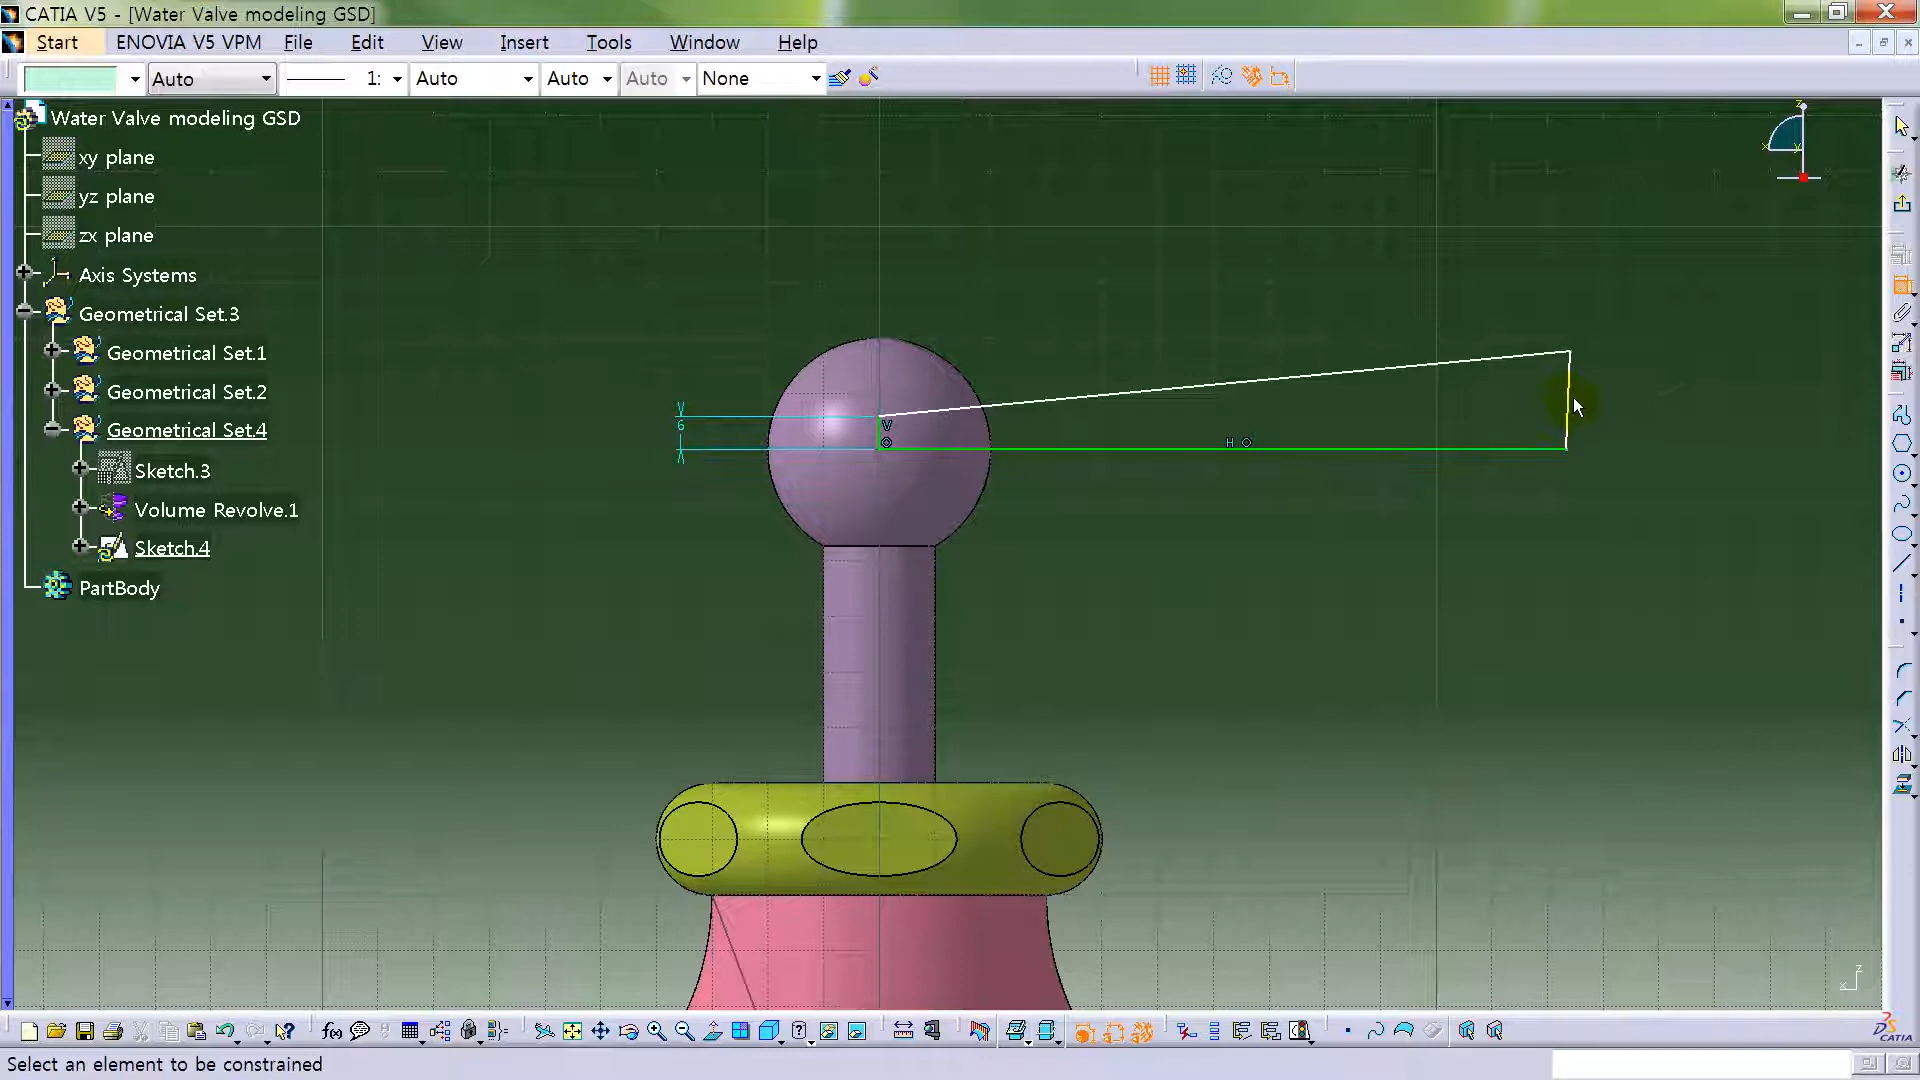 CATIA V5 - [Water Valve modeling GSD]
Start ENOVIA V5 VPM File Edit View Insert Tools Window Help
Auto 1: Auto Auto Auto None
Water Valve modeling GSD
xy plane
yz plane
zx plane
Axis Systems
Geometrical Set.3
Geometrical Set.1
Geometrical Set.2
Geometrical Set.4
Sketch.3
Volume Revolve.1
Sketch.4
PartBody
6
V
H
z
x
y
z
x
f(x)
CATIA
Select an element to be constrained